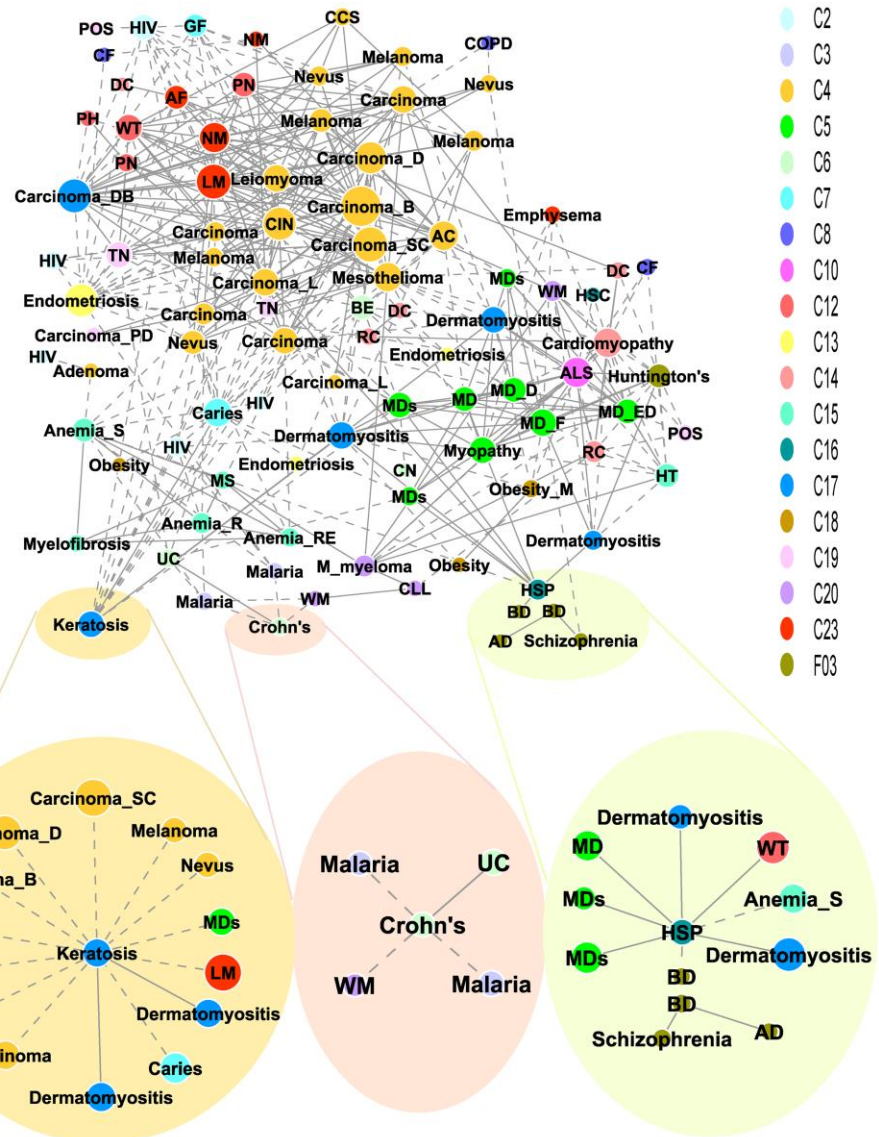 CCS
POS HIV GF
NM
CF
Melanoma
COPD
Nevus
DC
PN
Nevus
AF
Carcinoma
PH
WT
Melanoma
NM
Melanoma
PN
Carcinoma_D
LM Leiomyoma
Carcinoma_DB
Carcinoma_B
Emphysema
CIN
Carcinoma
AC
Carcinoma_SC
HIV
TN
Melanoma
DC
CF
Mesothelioma
MDs
Carcinoma_L
WM
HSC
Endometriosis
TN
BE
DC
Carcinoma
Dermatomyositis
Carcinoma_PD
RC
Cardiomyopathy
Nevus
Carcinoma
Endometriosis
HIV
Adenoma
ALS
Huntington's
Carcinoma_L
MD_D
MD
HIV
MDs
Caries
MD_ED
MD_F
Anemia_S
Dermatomyositis
POS
HIV
Myopathy
RC
Obesity
Endometriosis
CN
HT
MS
MDs
Obesity_M
Anemia_R
Myelofibrosis
Anemia_RE
Dermatomyositis
UC
M_myeloma
Obesity
Malaria
CLL
HSP
Malaria
WM
BD
BD
Keratosis
Crohn's
AD
Schizophrenia
C2
C3
C4
C5
C6
C7
C8
C10
C12
C13
C14
C15
C16
C17
C18
C19
C20
C23
F03
Carcinoma_SC
noma_D
Melanoma
Nevus
na_B
MDs
Keratosis
LM
Dermatomyositis
cinoma
Caries
Dermatomyositis
Malaria
UC
Crohn's
WM
Malaria
Dermatomyositis
MD
WT
MDs
Anemia_S
HSP
MDs
Dermatomyositis
BD
BD
Schizophrenia
AD